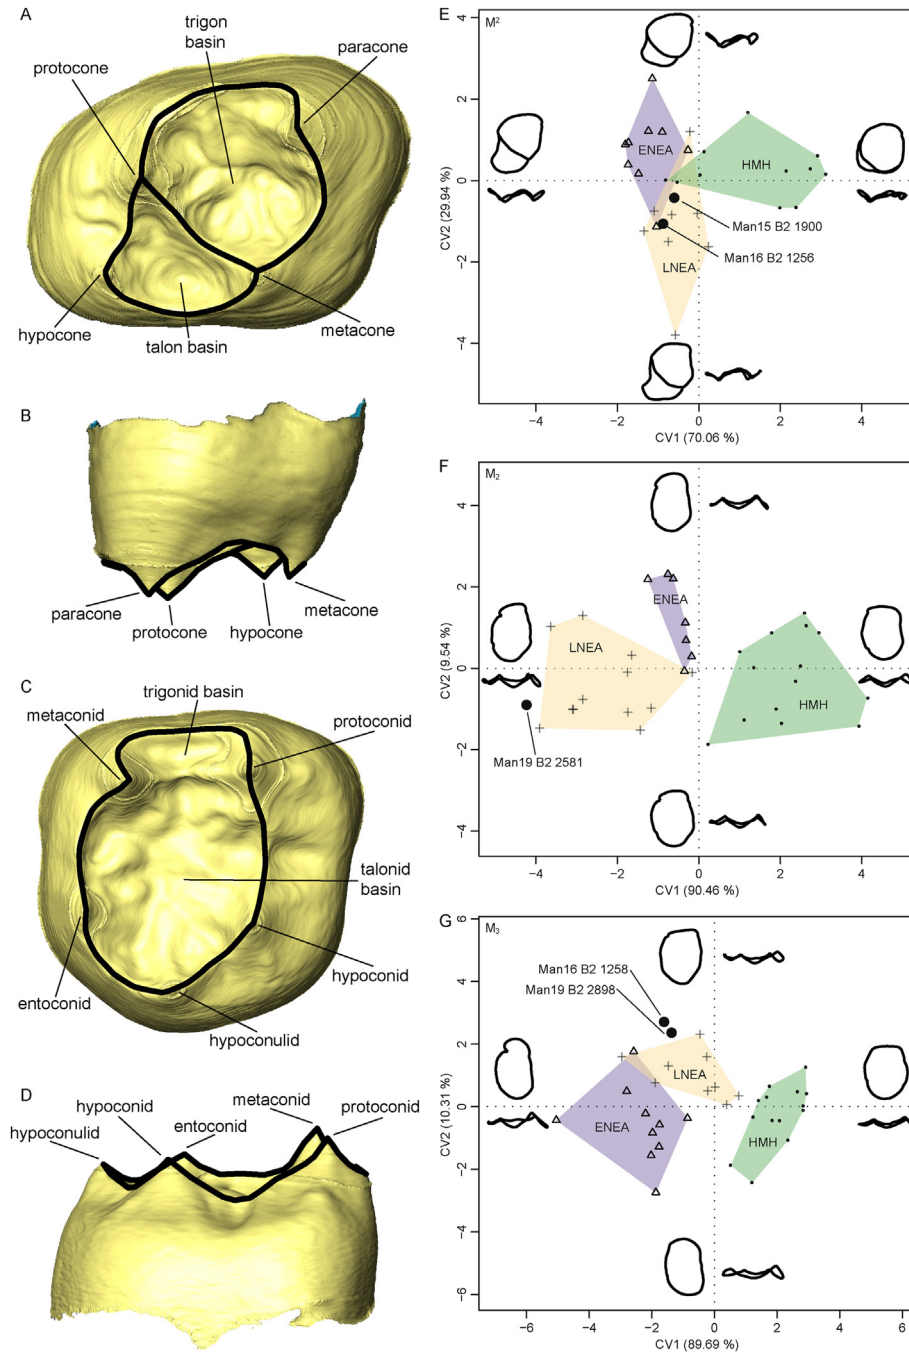 A
trigon
basin
protocone
paracone
hypocone
talon basin
metacone
B
paracone
protocone
hypocone
metacone
C
trigonid basin
metaconid
protoconid
talonid
basin
entoconid
hypoconid
hypoconulid
D
hypoconulid
hypoconid
entoconid
metaconid
protoconid
E
M²
4
2
0
−2
−4
CV2 (29.94 %)
ENEA
HMH
LNEA
Man15 B2 1900
Man16 B2 1256
−4 −2 0 2 4
CV1 (70.06 %)
F
M₂
4
2
0
−2
−4
CV2 (9.54 %)
ENEA
LNEA
HMH
Man19 B2 2581
−4 −2 0 2 4
CV1 (90.46 %)
G
M₃
6
4
2
0
−2
−4
−6
CV2 (10.31 %)
Man16 B2 1258
Man19 B2 2898
LNEA
ENEA
HMH
−6 −4 −2 0 2 4 6
CV1 (89.69 %)